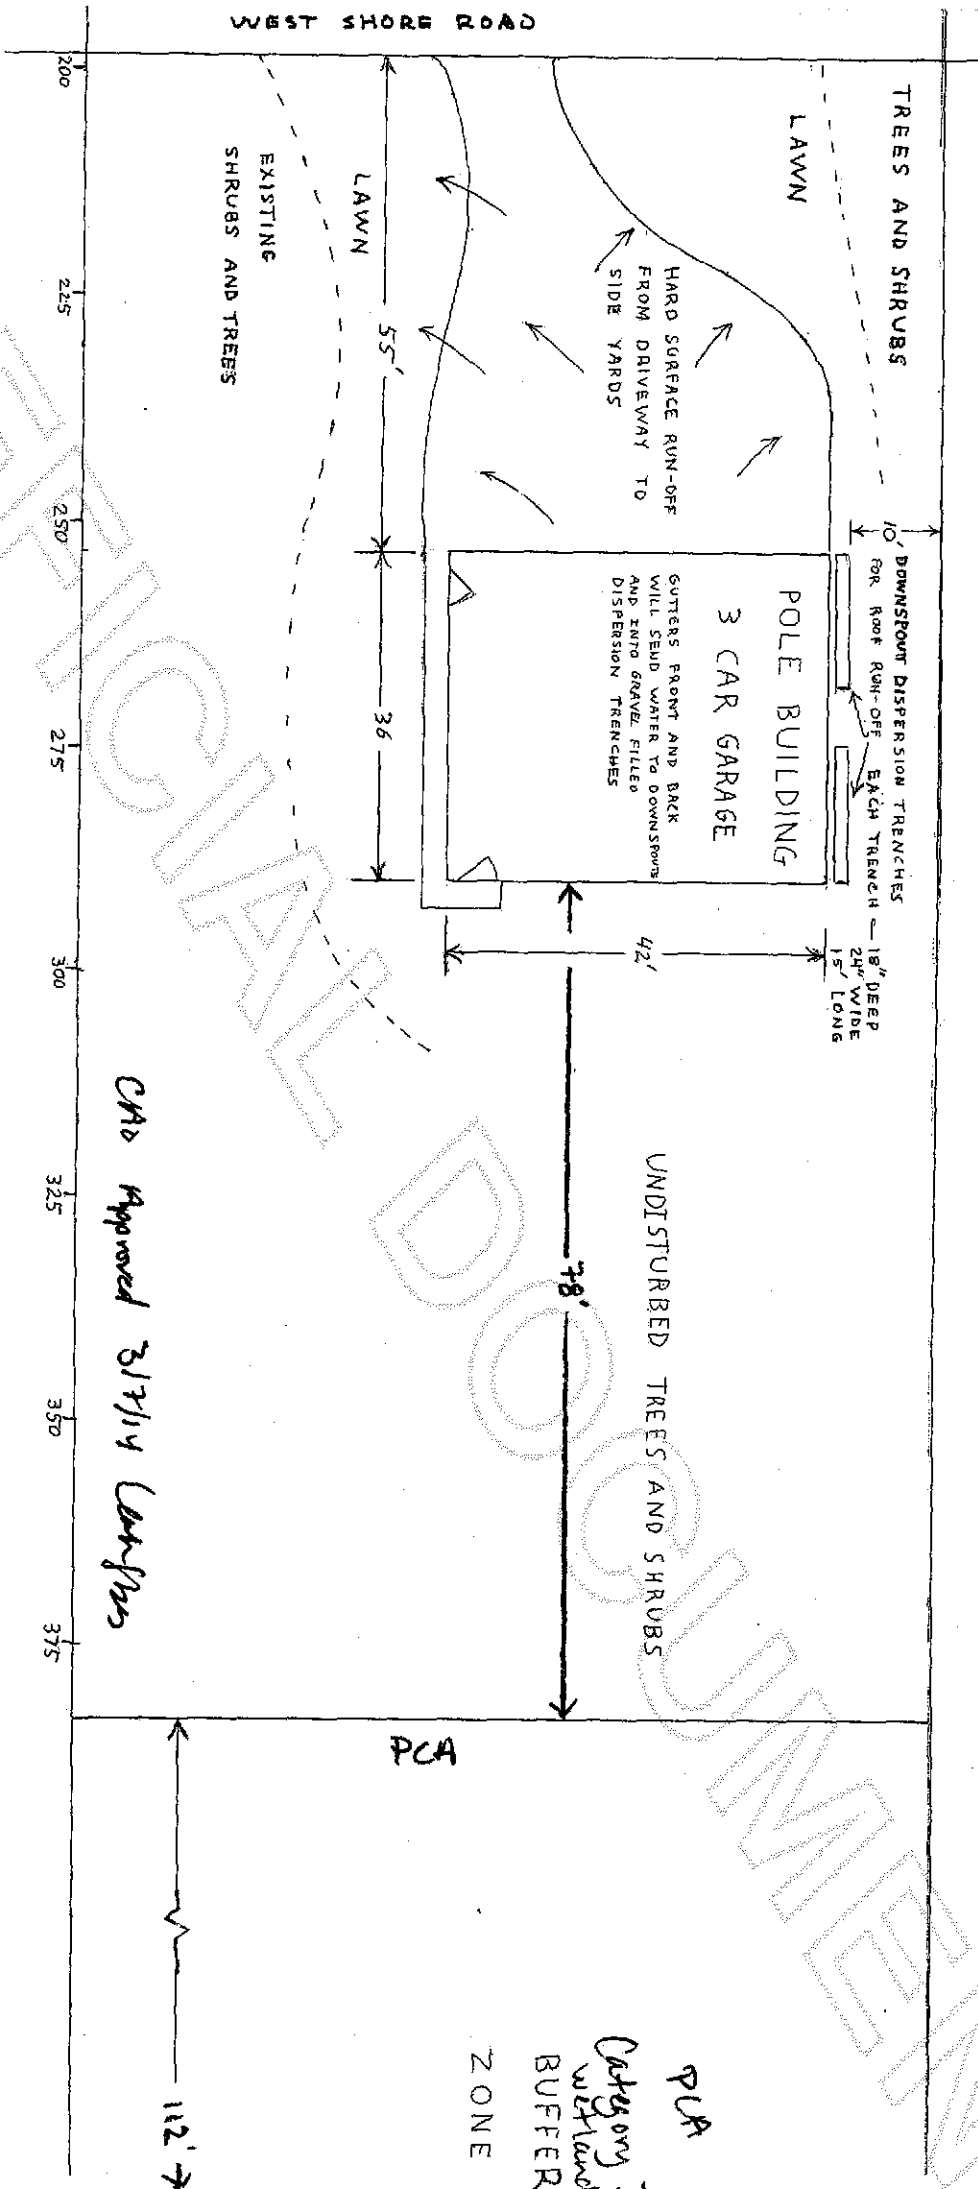 WEST SHORE ROAD
TREES AND SHRUBS
LAWN
HARD SURFACE RUN-OFF
FROM DRIVEWAY TO
SIDE YARDS
LAWN
55'
EXISTING
SHRUBS AND TREES
10'
DOWNSPOUT DISPERSION TRENCHES
FOR ROOF RUN-OFF EACH TRENCH - 18" DEEP
24" WIDE
15' LONG
POLE BUILDING
3 CAR GARAGE
GUTTERS FRONT AND BACK
WILL SEND WATER TO DOWNSPOUTS
AND INTO GRAVEL FILLED
DISPERSION TRENCHES
36
42'
78'
UNDISTURBED TREES AND SHRUBS
200
225
250
275
300
325
350
375
CAO Approved 3/7/14
PCA
PCA
Category
wetland
BUFFER
ZONE
112'
FICIAL DOCUMEN